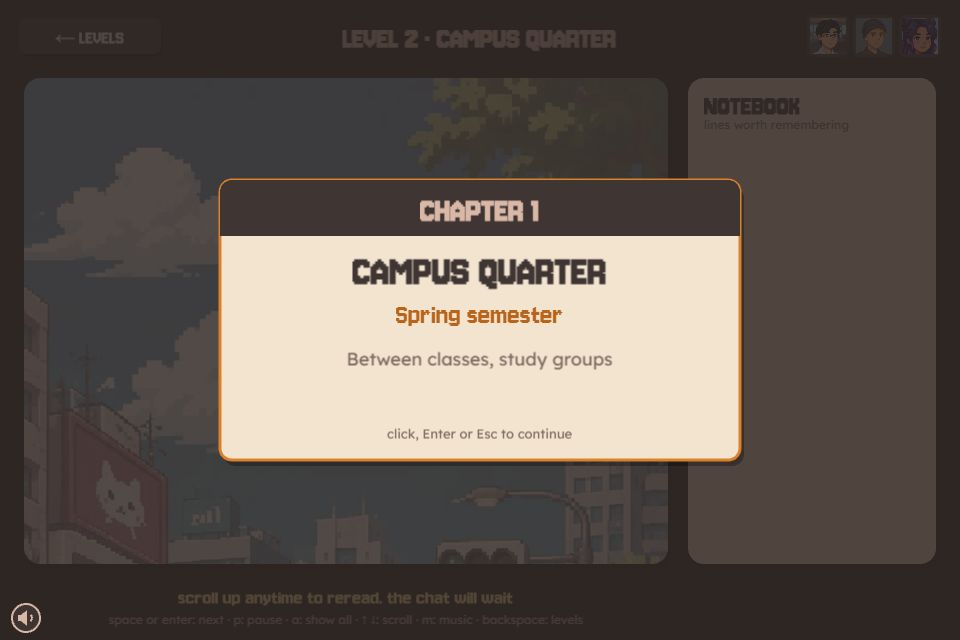 ← LEVELS
LEVEL 2 · CAMPUS QUARTER
NOTEBOOK
lines worth remembering
CHAPTER 1
CAMPUS QUARTER
Spring semester
Between classes, study groups
click, Enter or Esc to continue
scroll up anytime to reread. the chat will wait
space or enter: next · p: pause · a: show all · ↑ ↓: scroll · m: music · backspace: levels